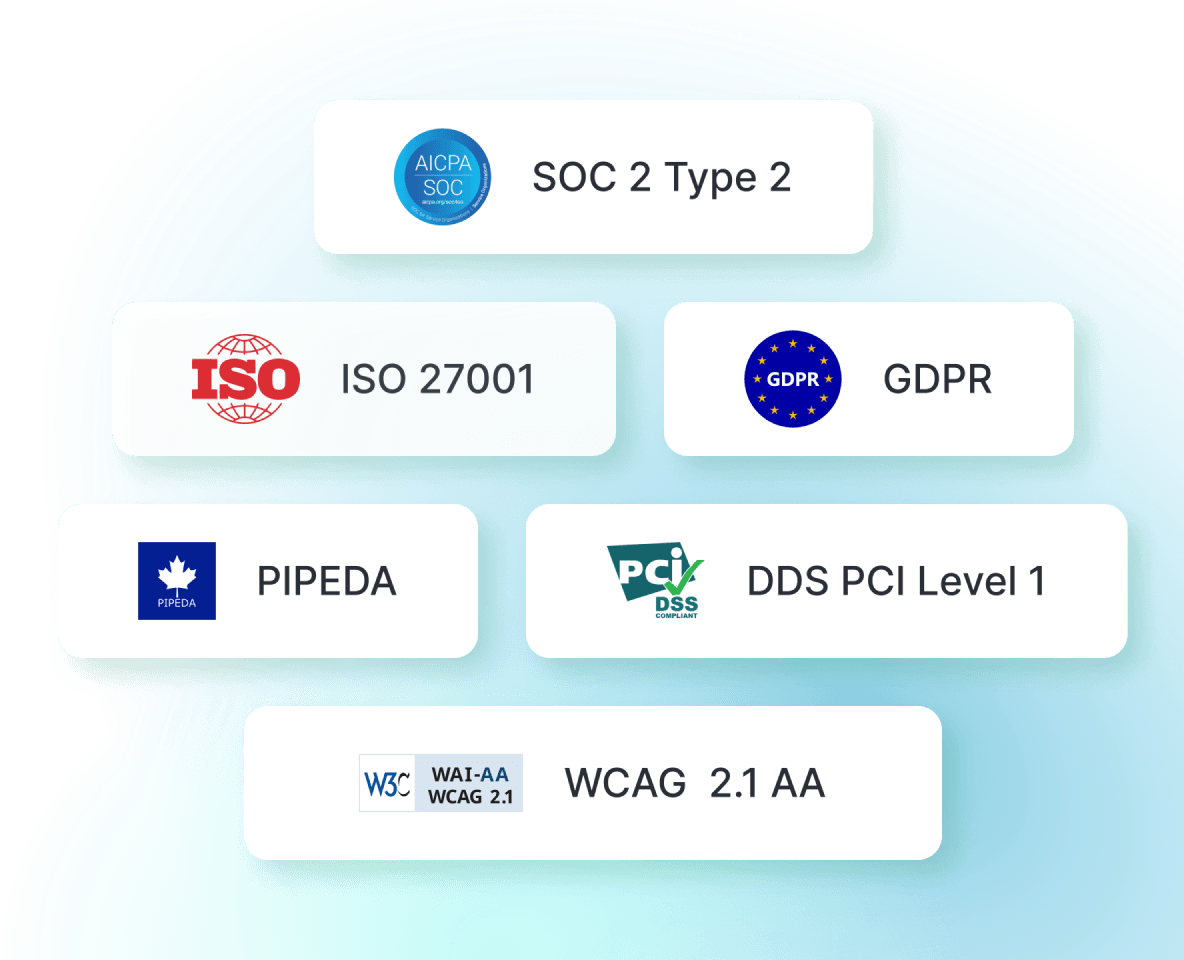 AICPA
SOC
aicpa.org/soc4so
SOC for Service Organizations | Service Organizations
SOC 2 Type 2
ISO
ISO 27001
GDPR
GDPR
PIPEDA
PIPEDA
PCi
DSS
COMPLIANT
DDS PCI Level 1
W3C
WAI-AA
WCAG 2.1
WCAG 2.1 AA